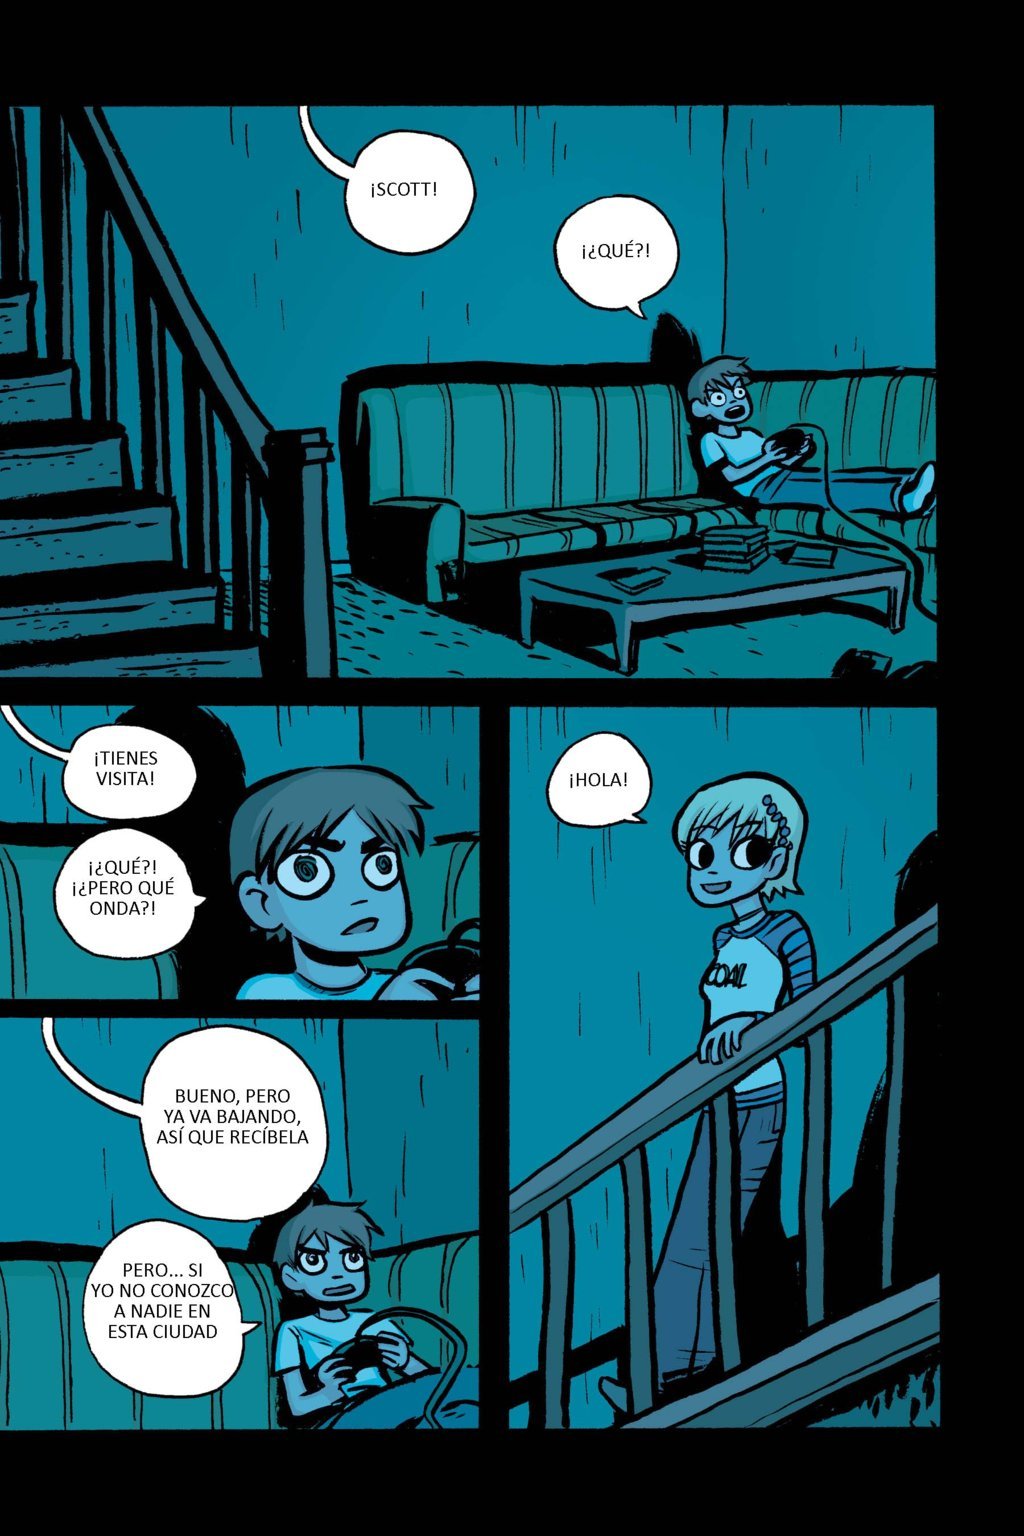 ¡SCOTT!
¡¿QUÉ?!
¡TIENES
VISITA!
¡¿QUÉ?!
¡¿PERO QUÉ
ONDA?!
BUENO, PERO
YA VA BAJANDO,
ASÍ QUE RECÍBELA
PERO... SI
YO NO CONOZCO
A NADIE EN
ESTA CIUDAD
¡HOLA!